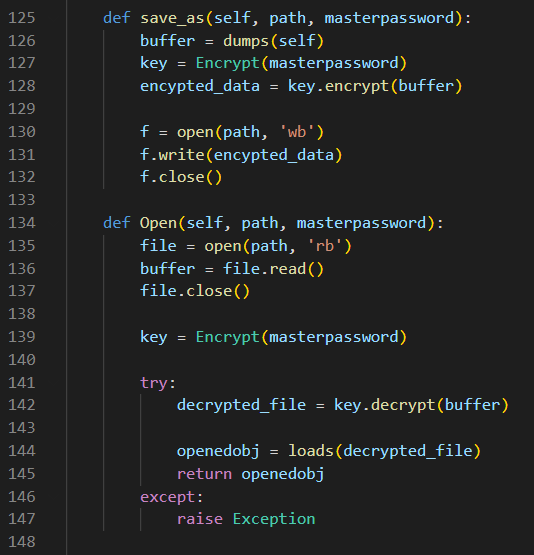 125 def save_as(self, path, masterpassword):
126 buffer = dumps(self)
127 key = Encrypt(masterpassword)
128 encypted_data = key.encrypt(buffer)
129
130 f = open(path, 'wb')
131 f.write(encypted_data)
132 f.close()
133
134 def Open(self, path, masterpassword):
135 file = open(path, 'rb')
136 buffer = file.read()
137 file.close()
138
139 key = Encrypt(masterpassword)
140
141 try:
142 decrypted_file = key.decrypt(buffer)
143
144 openedobj = loads(decrypted_file)
145 return openedobj
146 except:
147 raise Exception
148